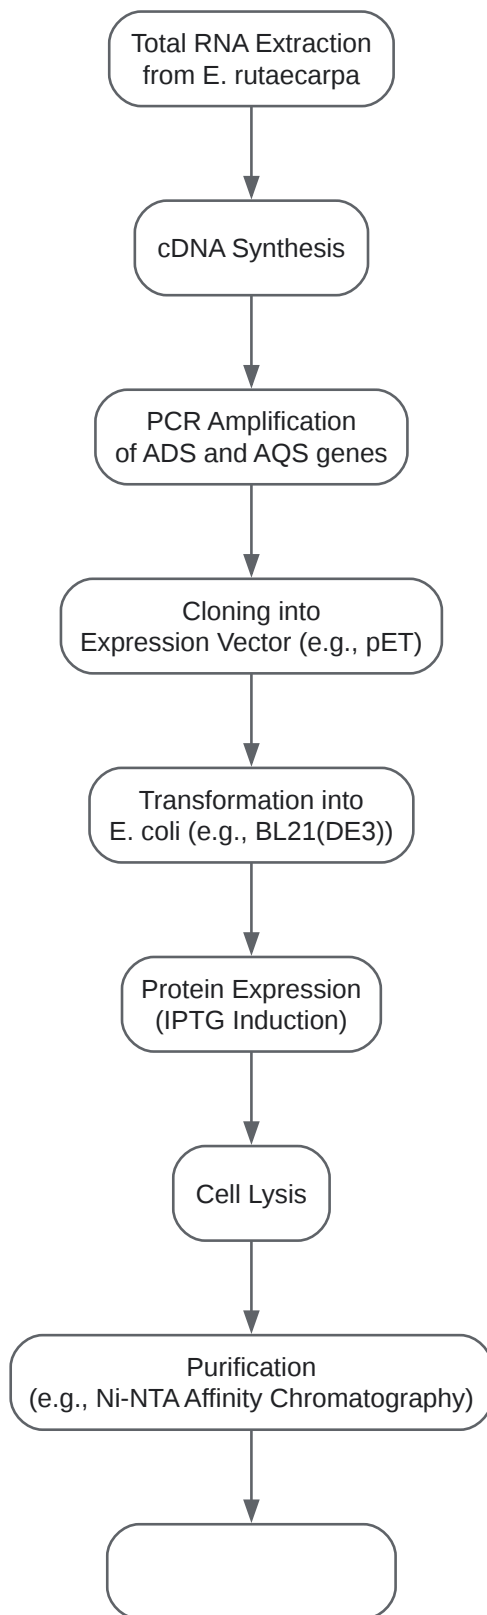 Total RNA Extraction
from E. rutaecarpa
cDNA Synthesis
PCR Amplification
of ADS and AQS genes
Cloning into
Expression Vector (e.g., pET)
Transformation into
E. coli (e.g., BL21(DE3))
Protein Expression
(IPTG Induction)
Cell Lysis
Purification
(e.g., Ni-NTA Affinity Chromatography)